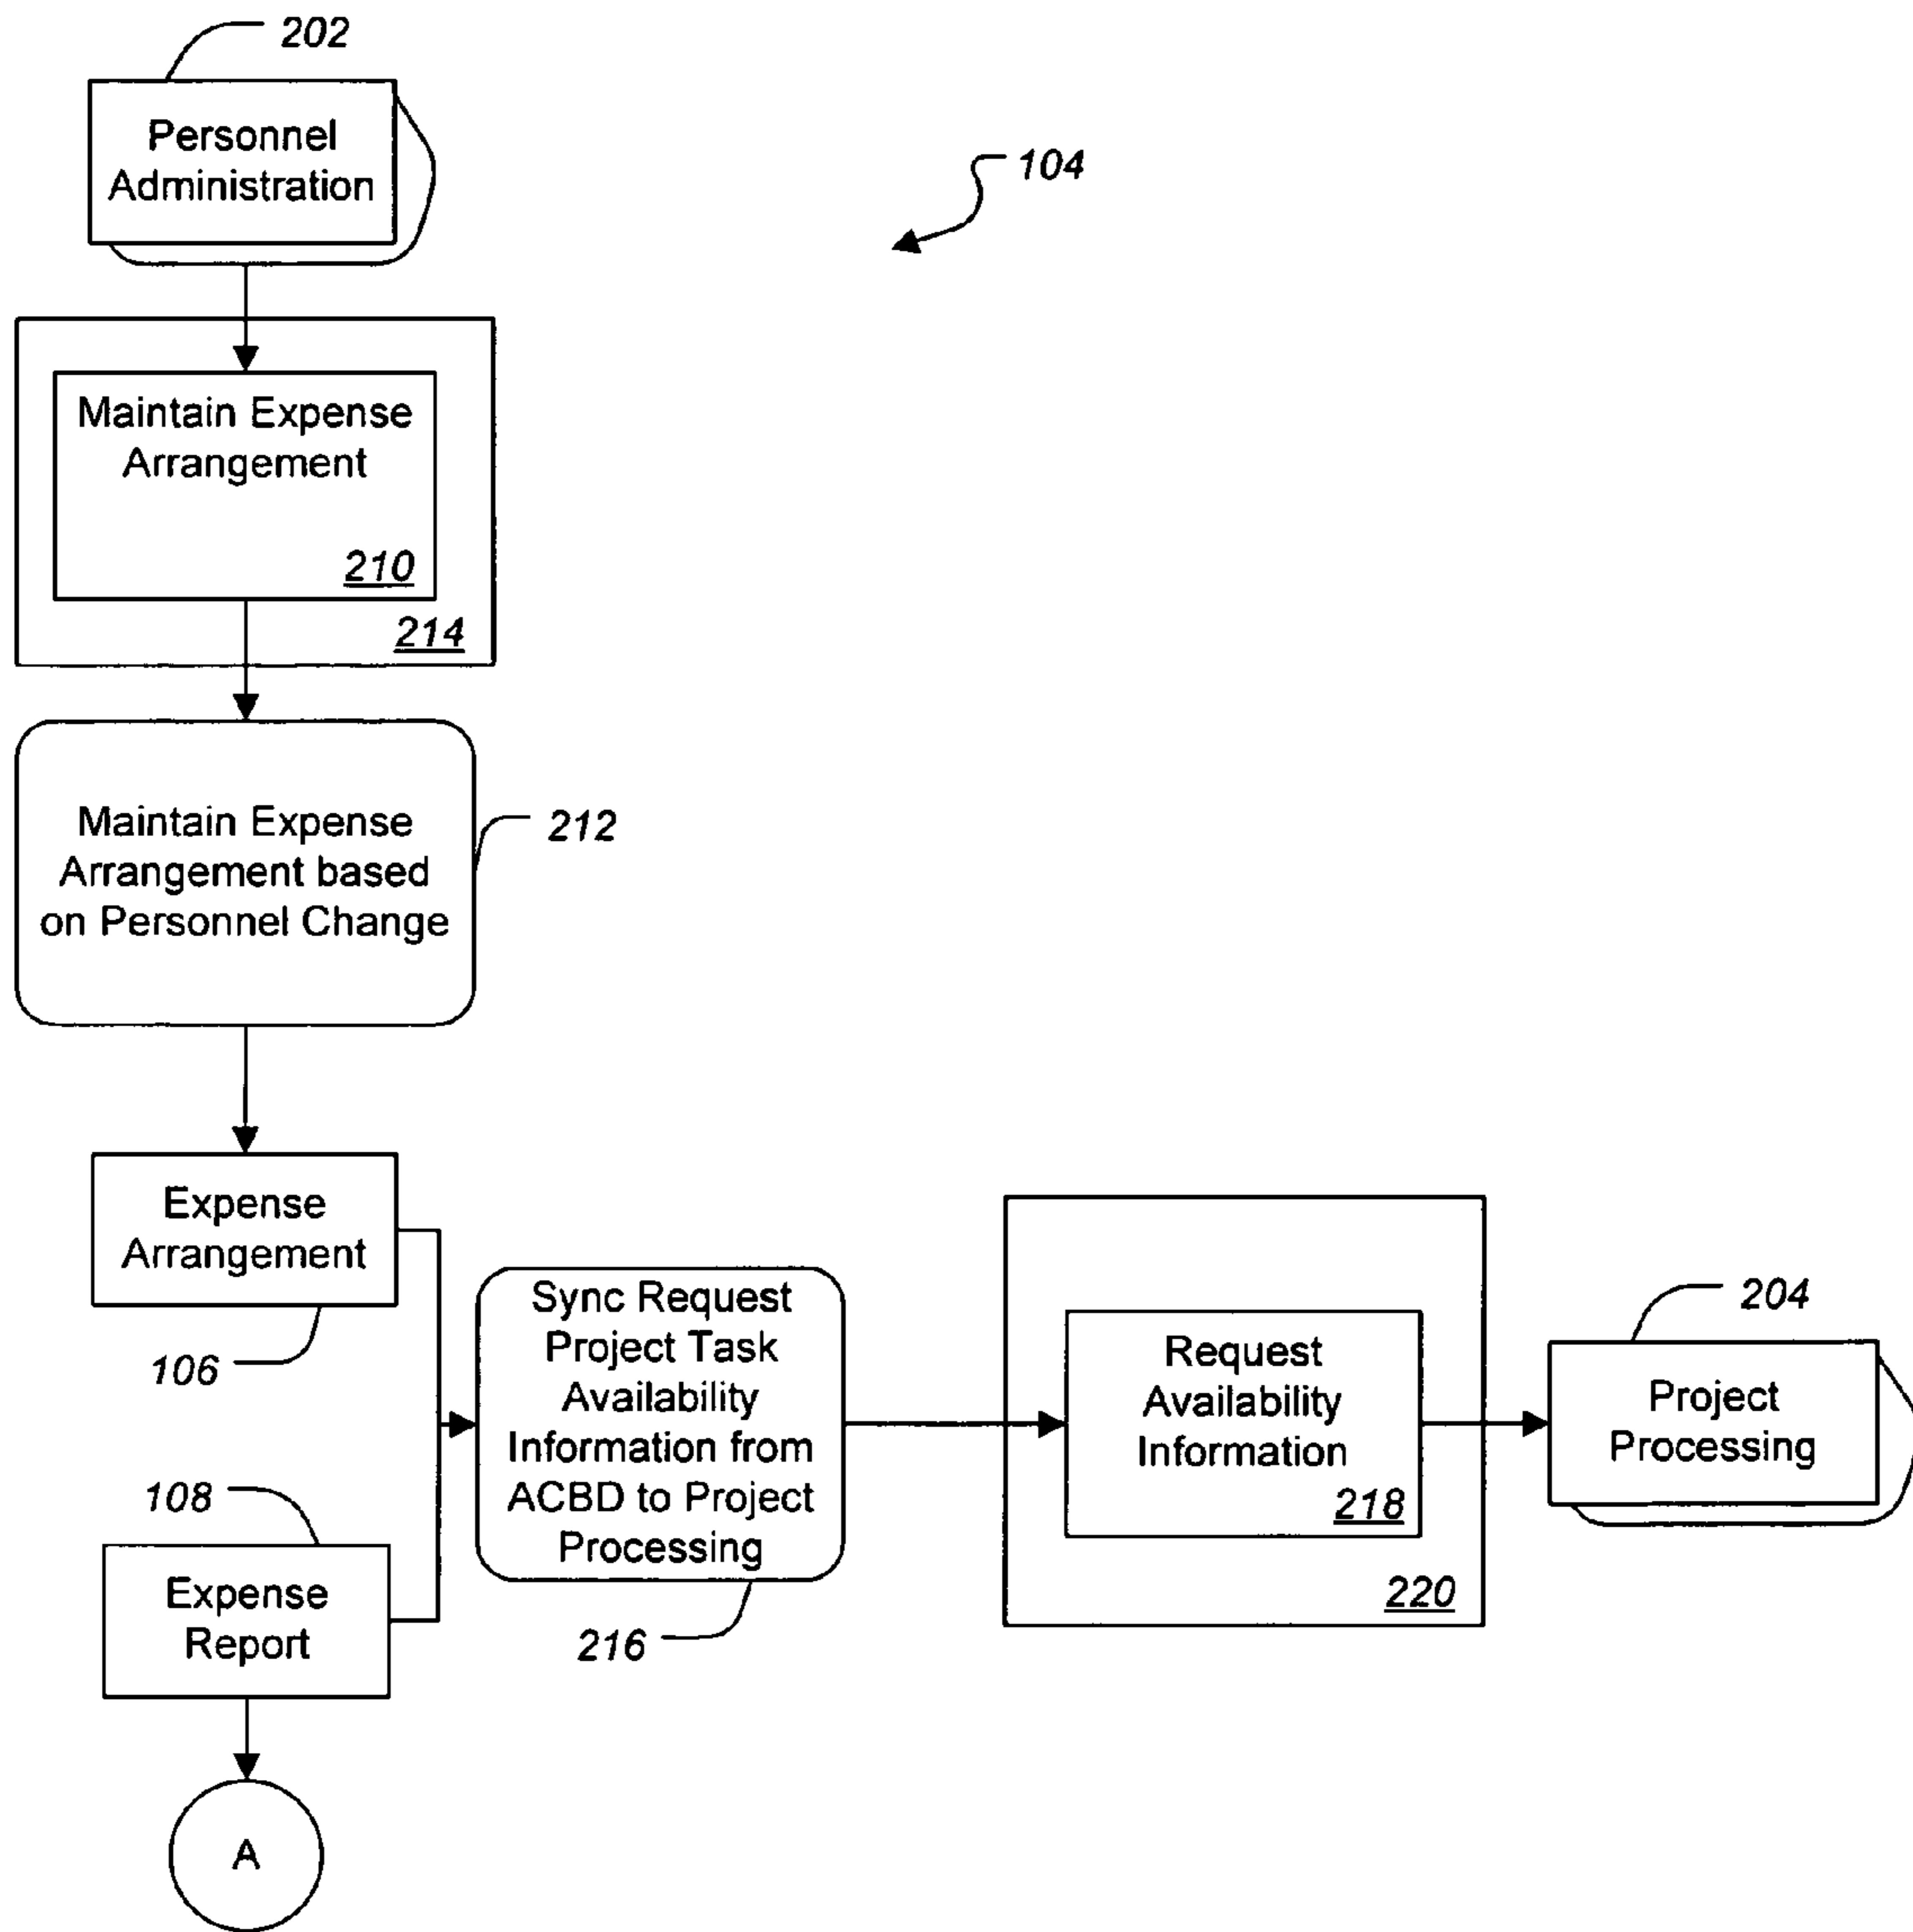 202
Personnel
Administration
104
Maintain Expense
Arrangement
210
214
Maintain Expense
Arrangement based
on Personnel Change
212
Expense
Arrangement
106
Sync Request
Project Task
Availability
Information from
ACBD to Project
Processing
216
Request
Availability
Information
218
220
204
Project
Processing
108
Expense
Report
A